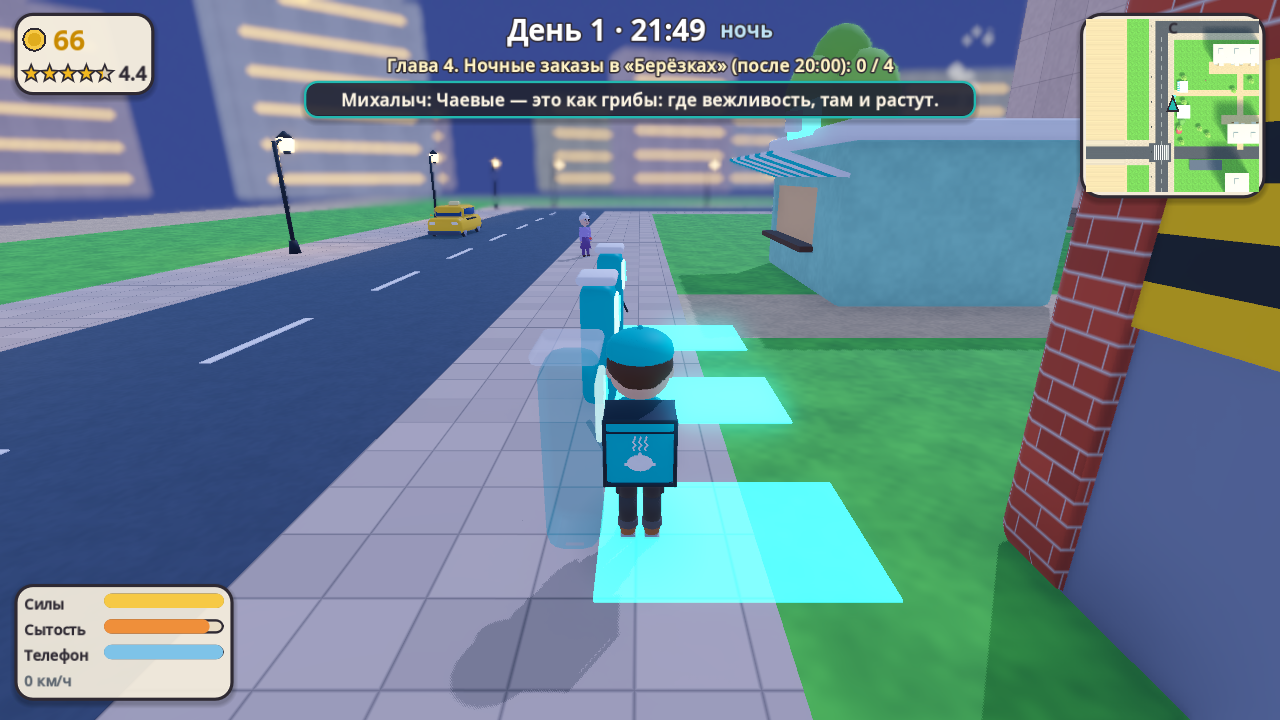 66
4.4
День 1 · 21:49 ночь
Глава 4. Ночные заказы в «Берёзках» (после 20:00): 0 / 4
Михалыч: Чаевые — это как грибы: где вежливость, там и растут.
С
Силы
Сытость
Телефон
0 км/ч